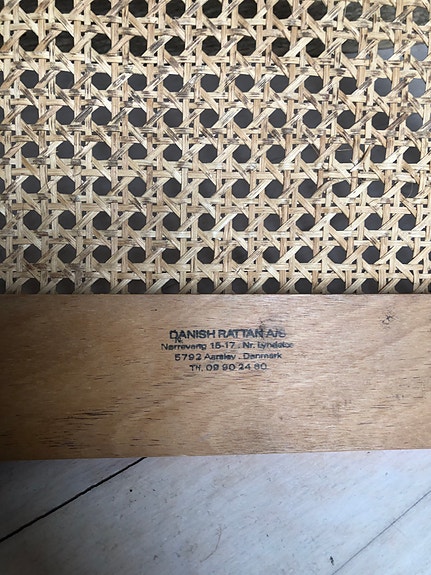 DANISH RATTAN A/S
Nørrevang 15-17 . Nr. Lyndelse
5792 Aarslev . Danmark
Tlf. 09 90 24 80